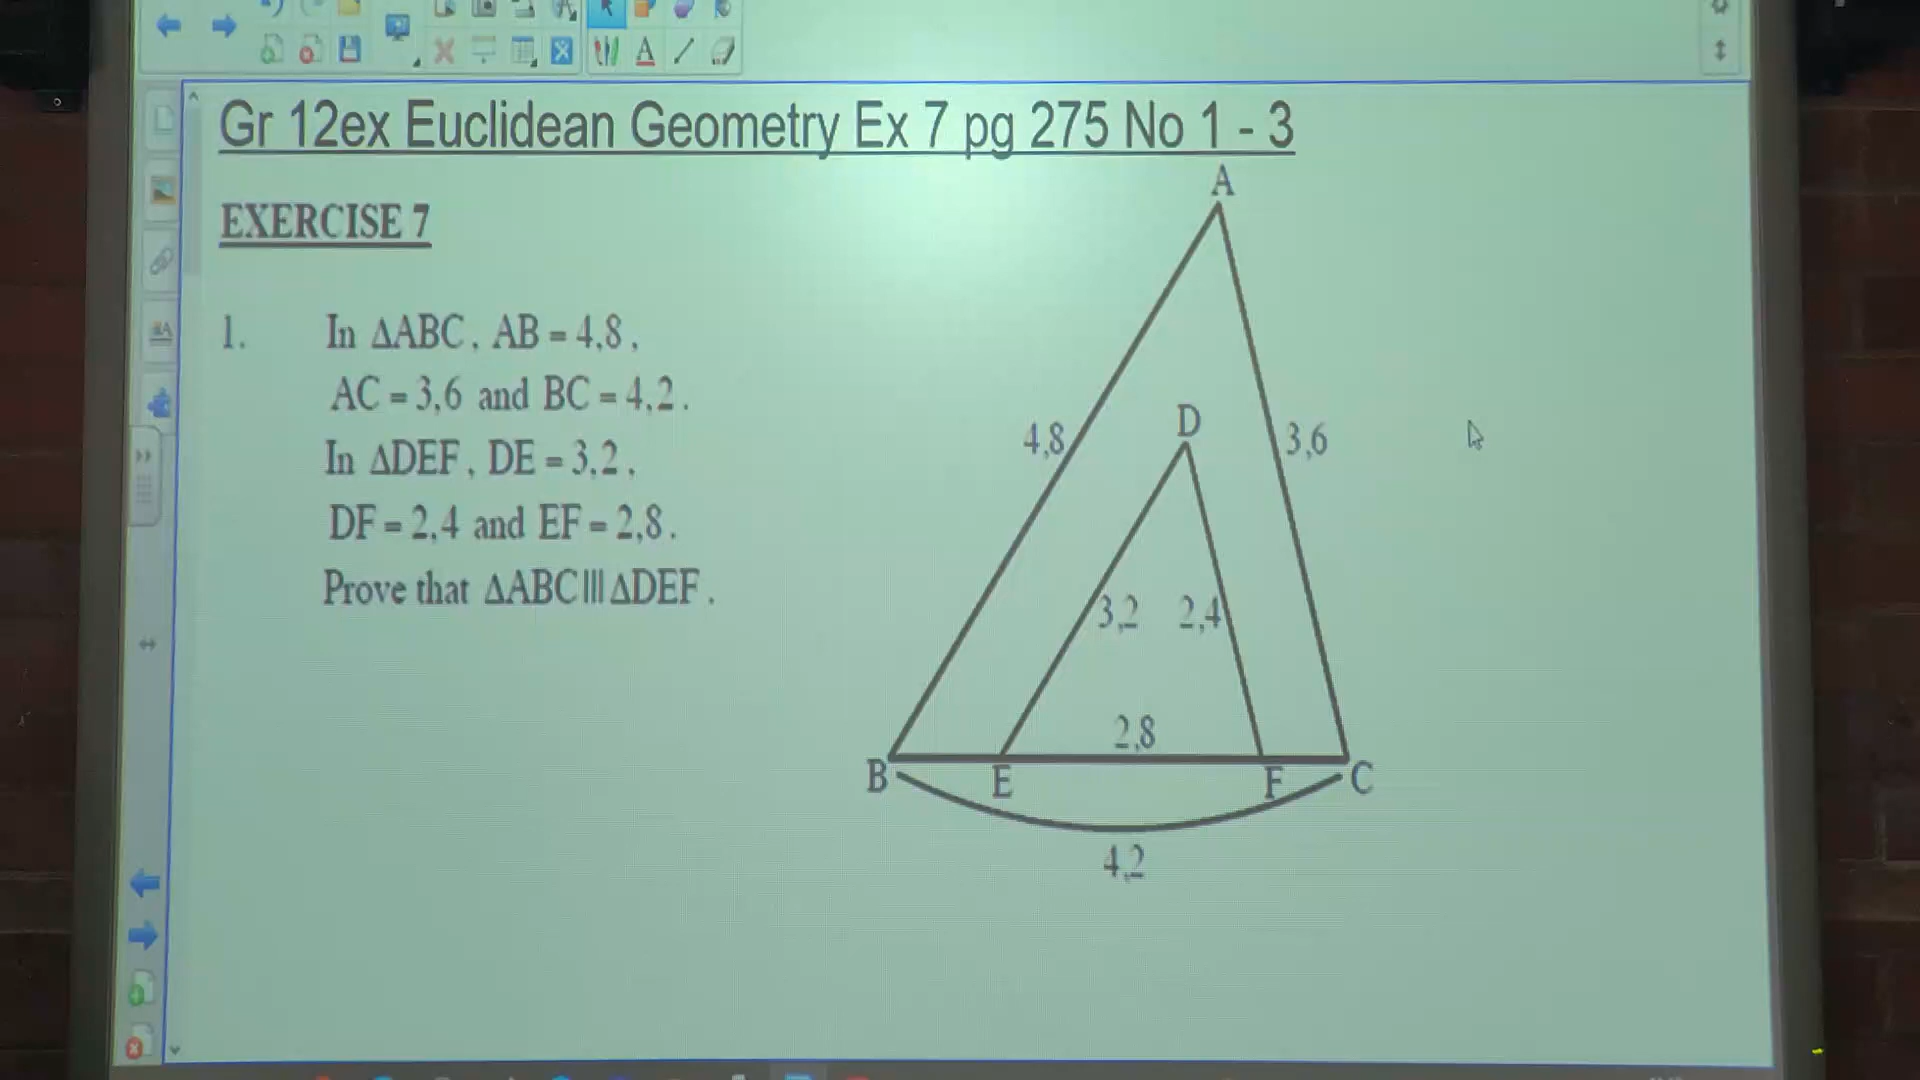 Gr 12ex Euclidean Geometry Ex 7 pg 275 No 1 - 3
EXERCISE 7
1. In ΔABC, AB = 4,8,
AC = 3,6 and BC = 4,2.
In ΔDEF, DE = 3,2,
DF = 2,4 and EF = 2,8.
Prove that ΔABC|||ΔDEF.
A
D
4,8
3,6
3,2 2,4
2,8
B E F C
4,2